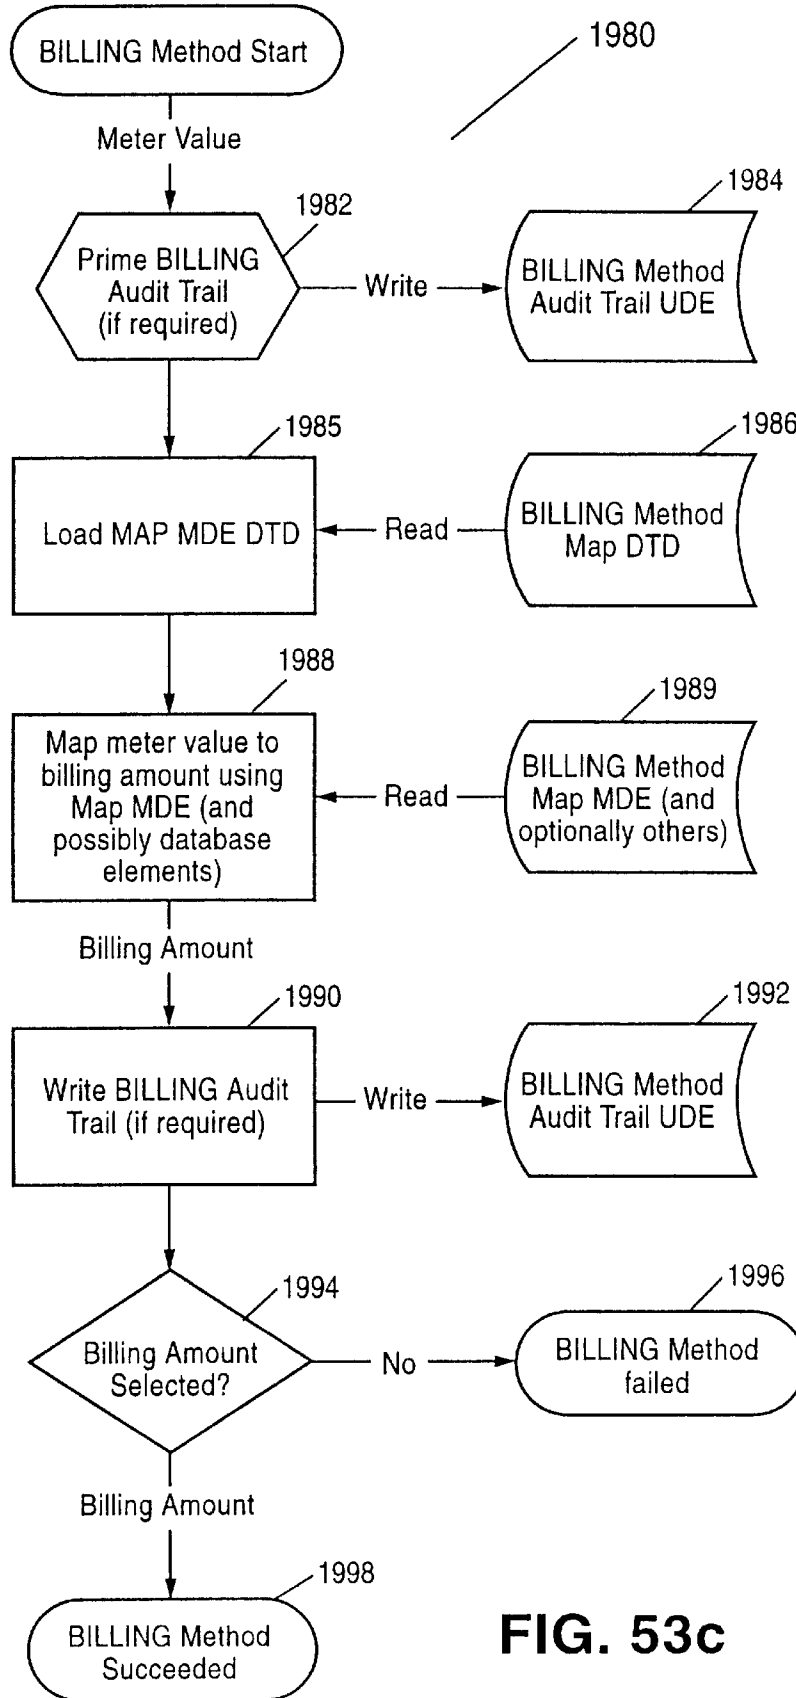 BILLING Method Start
1980
Meter Value
1982
1984
Prime BILLING
Audit Trail
(if required)
Write
BILLING Method
Audit Trail UDE
1985
1986
Load MAP MDE DTD
Read
BILLING Method
Map DTD
1988
1989
Map meter value to
billing amount using
Map MDE (and
possibly database
elements)
Read
BILLING Method
Map MDE (and
optionally others)
Billing Amount
1990
1992
Write BILLING Audit
Trail (if required)
Write
BILLING Method
Audit Trail UDE
1994
1996
Billing Amount
Selected?
No
BILLING Method
failed
Billing Amount
1998
BILLING Method
Succeeded
FIG. 53c